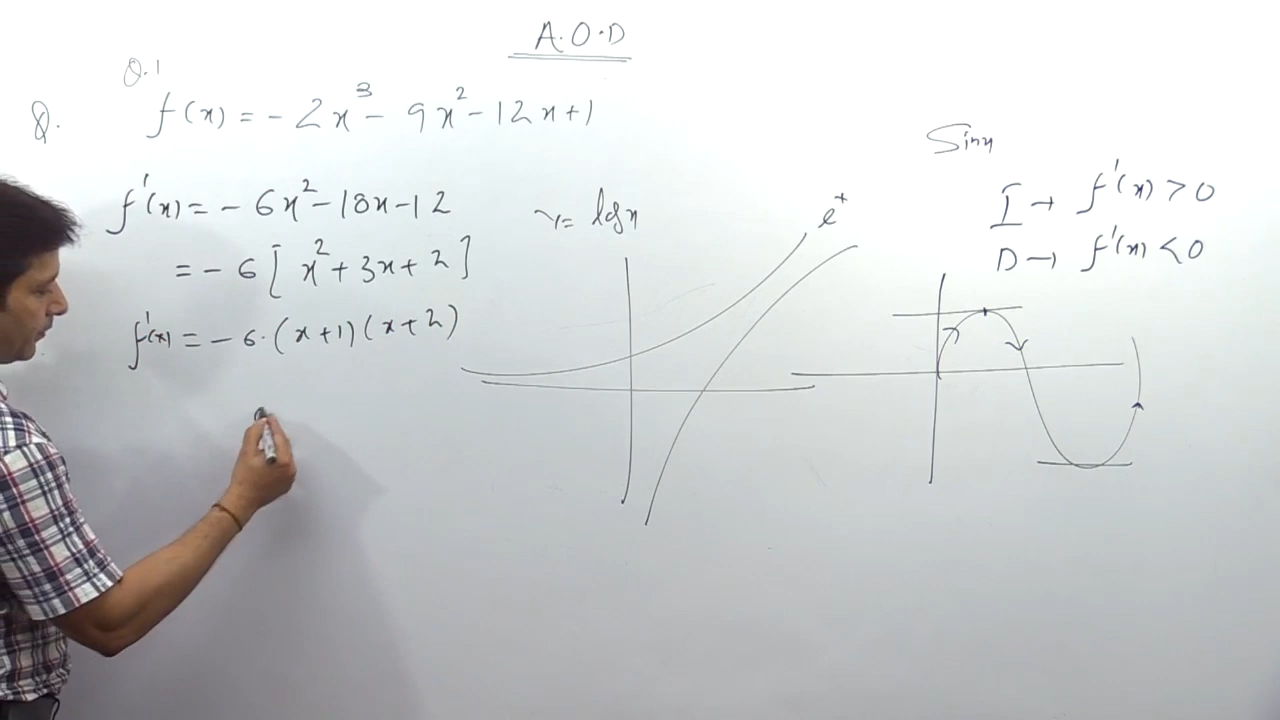 A.O.D
Q.1
Q. f(x) = - 2x³ - 9x² - 12x + 1
f'(x) = - 6x² - 18x - 12
= - 6 [ x² + 3x + 2 ]
f'(x) = - 6 · (x+1) (x+2)
y = log x
eˣ
Sinx
I → f'(x) > 0
D → f'(x) < 0